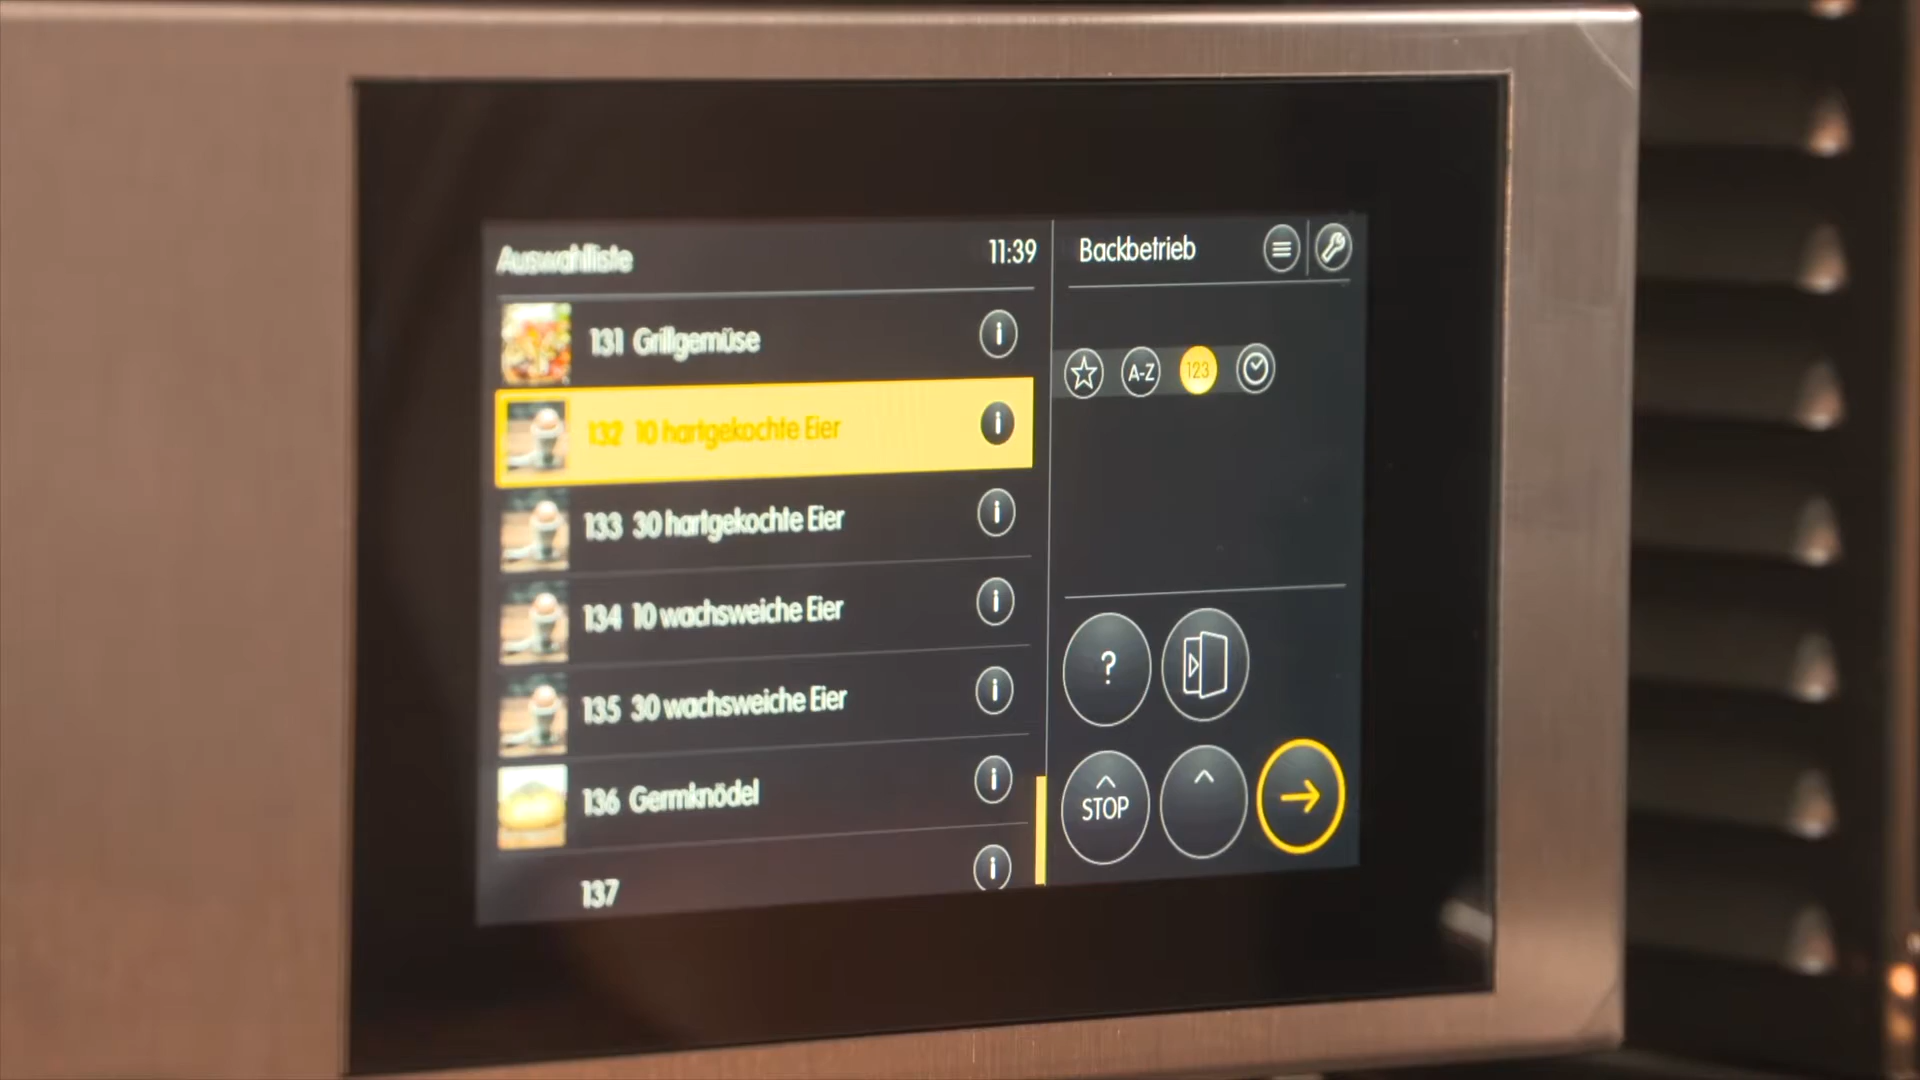 Auswahlliste
11:39
131 Grillgemüse
132 10 hartgekochte Eier
133 30 hartgekochte Eier
134 10 wachsweiche Eier
135 30 wachsweiche Eier
136 Germknödel
137
Backbetrieb
A-Z
123
?
STOP